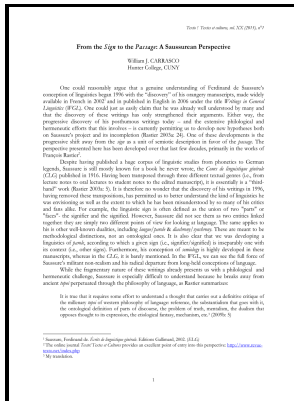 Texto ! Textes et cultures, vol. XX (2015), n°3
From the Sign to the Passage: A Saussurean Perspective
William J. CARRASCO
Hunter College, CUNY
One could reasonably argue that a genuine understanding of Ferdinand de Saussure's
conception of linguistics began 1996 with the "discovery" of his orangery manuscripts, made widely
available in French in 2002¹ and in published in English in 2006 under the title Writings in General
Linguistics (WGL). One could just as easily claim that he was already well understood by many and
that the discovery of these writings has only strengthened their arguments. Either way, the
progressive discovery of his posthumous writings today – and the extensive philological and
hermeneutic efforts that this involves – is currently permitting us to develop new hypotheses both
on Saussure's project and its incompletion (Rastier 2003a: 24). One of these developments is the
progressive shift away from the sign as a unit of semantic description in favor of the passage. The
perspective presented here has been developed over the last few decades, primarily in the works of
François Rastier².
Despite having published a huge corpus of linguistic studies from phonetics to German
legends, Saussure is still mostly known for a book he never wrote, the Cours de linguistique générale
(CLG) published in 1916. Having been transposed through three different textual genres (i.e., from
lecture notes to oral lectures to student notes to the edited manuscript), it is essentially is a "third-
hand" work (Rastier 2003a: 5). It is therefore no wonder that the discovery of his writings in 1996,
having removed these transpositions, has permitted us to better understand the kind of linguistics he
was envisioning as well as the extent to which he has been misunderstood by so many of his critics
and fans alike. For example, the linguistic sign is often defined as the union of two "parts" or
"facets"- the signifier and the signified. However, Saussure did not see them as two entities linked
together; they are simply two different points of view for looking at language. The same applies to
his other well-known dualities, including langue/parole & diachrony/synchrony. These are meant to be
methodological distinctions, not an ontological ones. It is also clear that we was developing a
linguistics of parole, according to which a given sign (i.e., signifier/signified) is inseparable one with
its context (i.e., other signs). Furthermore, his conception of semiology is highly developed in these
manuscripts, whereas in the CLG, it is barely mentioned. In the WGL, we can see the full force of
Saussure's militant non-realism and his radical departure from long-held conceptions of language.
While the fragmentary nature of these writings already presents us with a philological and
hermeneutic challenge, Saussure is especially difficult to understand because he breaks away from
ancient topoi perpetuated through the philosophy of language, as Rastier summarizes:
It is true that it requires some effort to understand a thought that carries out a definitive critique of
the millenary topoi of western philosophy of language: reference, the substantialism that goes with it,
the ontological definition of parts of discourse, the problem of truth, mentalism, the dualism that
opposes thought to its expression, the etiological fantasy, mechanism, etc.³ (2009a: 5)
¹ Saussure, Ferdinand de. Écrits de linguistique générale. Editions Gallimard, 2002. (CLG)
² The online journal Texto! Textes & Cultures provides an excellent point of entry into this perspective: http://www.revue-
texto.net/index.php
³ My translation.
1